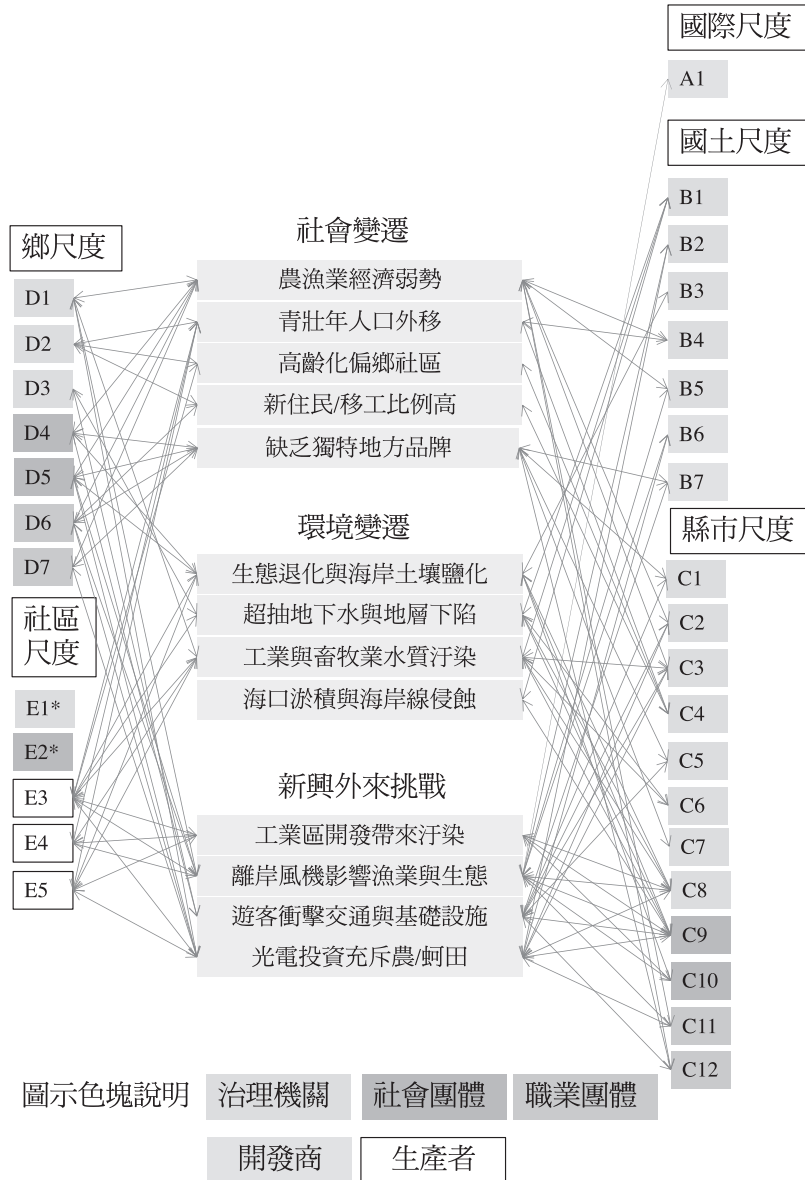 鄉尺度
D1
D2
D3
D4
D5
D6
D7
社區
尺度
E1*
E2*
E3
E4
E5
社會變遷
農漁業經濟弱勢
青壯年人口外移
高齡化偏鄉社區
新住民/移工比例高
缺乏獨特地方品牌
環境變遷
生態退化與海岸土壤鹽化
超抽地下水與地層下陷
工業與畜牧業水質汙染
海口淤積與海岸線侵蝕
新興外來挑戰
工業區開發帶來汙染
離岸風機影響漁業與生態
遊客衝擊交通與基礎設施
光電投資充斥農/蚵田
國際尺度
A1
國土尺度
B1
B2
B3
B4
B5
B6
B7
縣市尺度
C1
C2
C3
C4
C5
C6
C7
C8
C9
C10
C11
C12
圖示色塊說明 治理機關 社會團體 職業團體
開發商 生產者